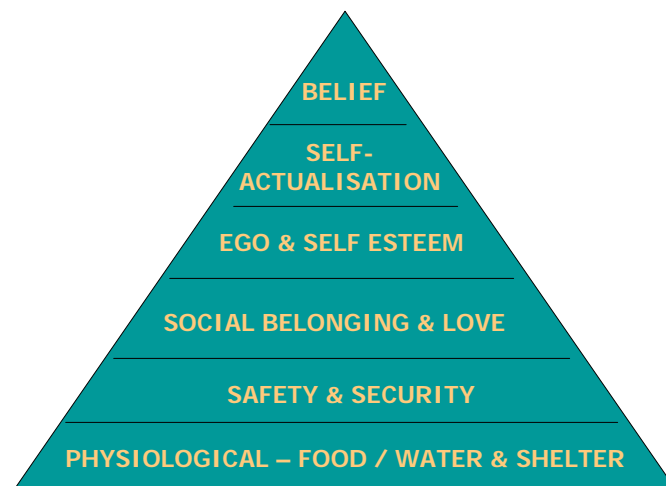 BELIEF
SELF-
ACTUALISATION
EGO & SELF ESTEEM
SOCIAL BELONGING & LOVE
SAFETY & SECURITY
PHYSIOLOGICAL – FOOD / WATER & SHELTER